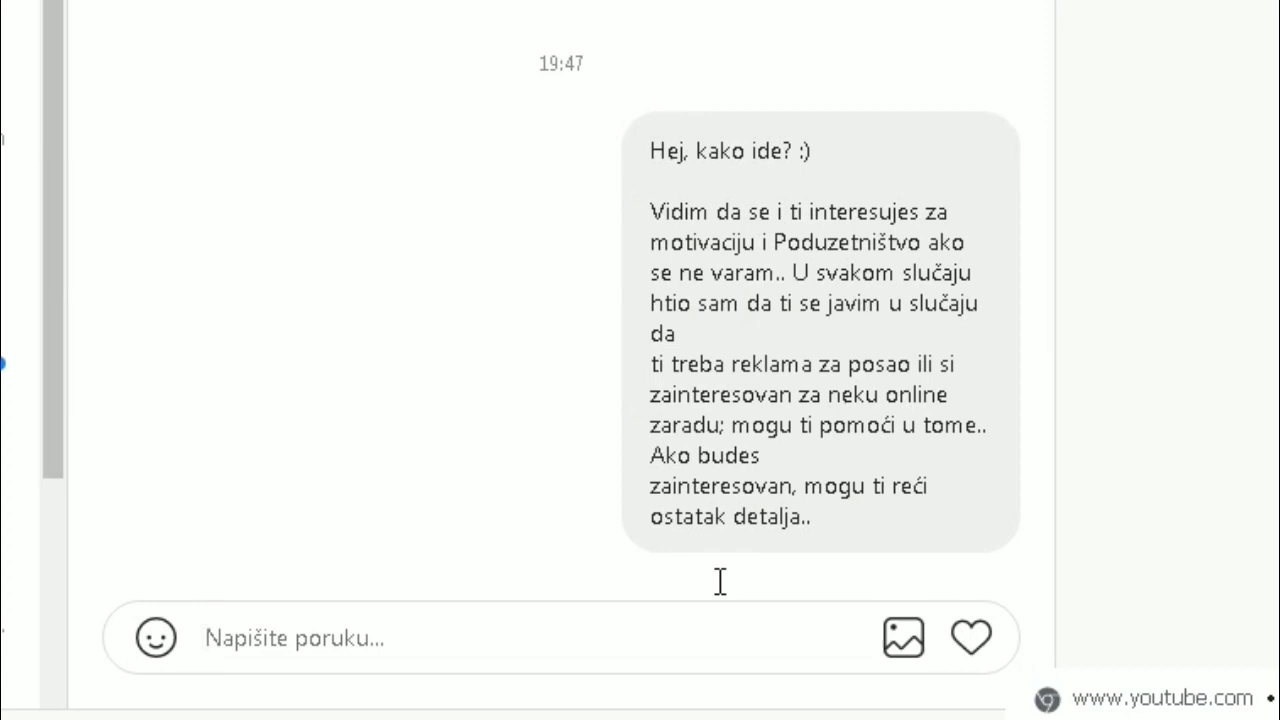 19:47
Hej, kako ide? :)
Vidim da se i ti interesujes za
motivaciju i Poduzetništvo ako
se ne varam.. U svakom slučaju
htio sam da ti se javim u slučaju
da
ti treba reklama za posao ili si
zainteresovan za neku online
zaradu; mogu ti pomoći u tome..
Ako budes
zainteresovan, mogu ti reći
ostatak detalja..
Napišite poruku...
www.youtube.com •